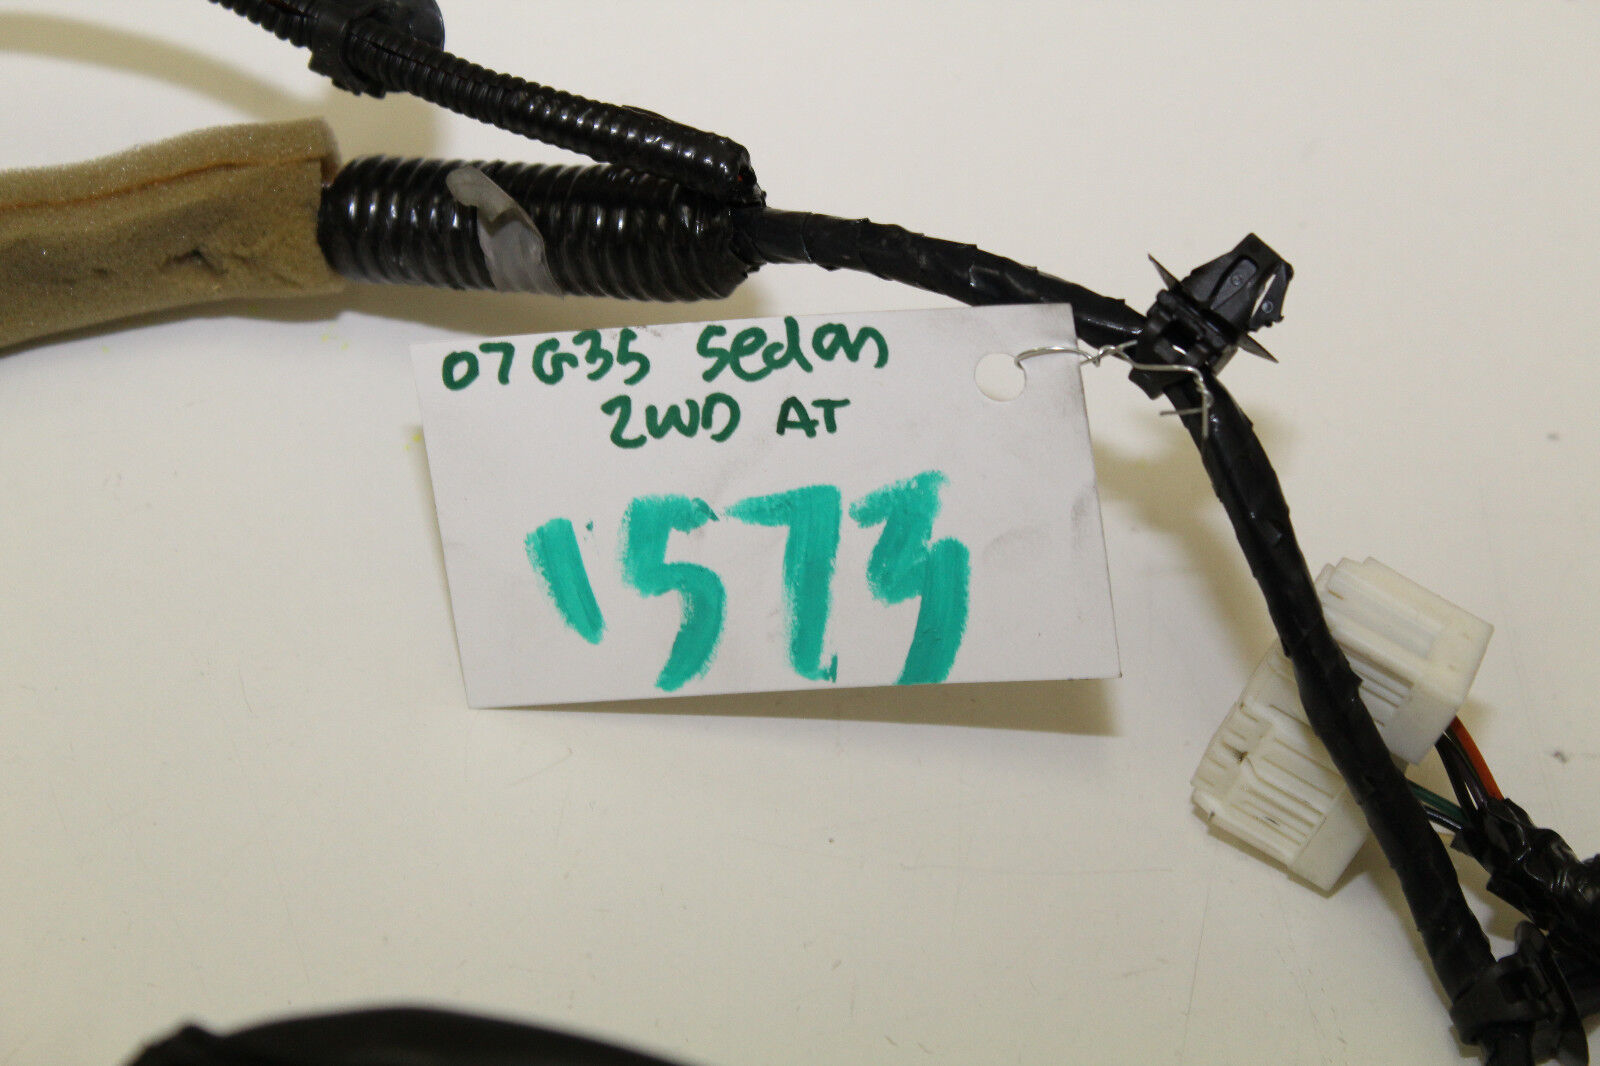 07 G35 Sedan
2WD AT
1573